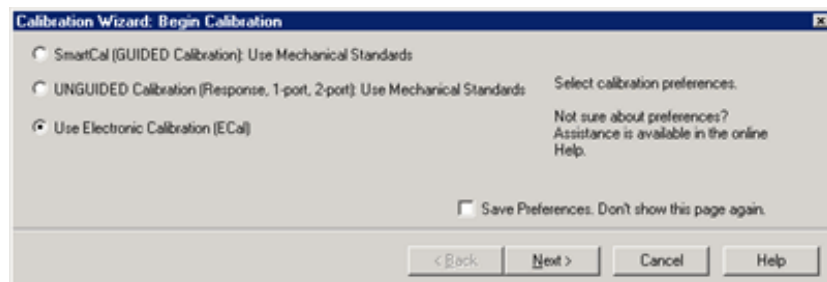 Calibration Wizard: Begin Calibration
SmartCal (GUIDED Calibration): Use Mechanical Standards
UNGUIDED Calibration (Response, 1-port, 2-port): Use Mechanical Standards
Use Electronic Calibration (ECal)
Select calibration preferences.
Not sure about preferences?
Assistance is available in the online
Help.
Save Preferences. Don't show this page again.
< Back
Next >
Cancel
Help